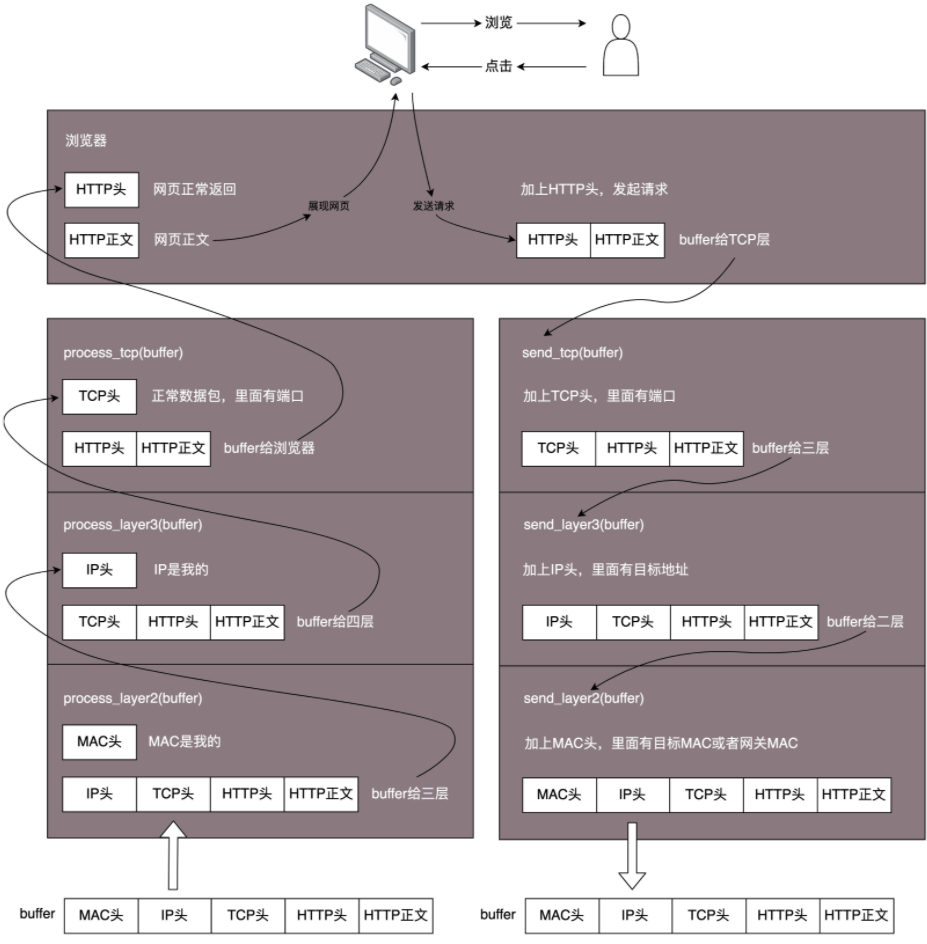 浏览
点击
浏览器
HTTP头 网页正常返回
HTTP正文 网页正文
展现网页
发送请求
加上HTTP头，发起请求
HTTP头 HTTP正文 buffer给TCP层
process_tcp(buffer)
TCP头 正常数据包，里面有端口
HTTP头 HTTP正文 buffer给浏览器
process_layer3(buffer)
IP头 IP是我的
TCP头 HTTP头 HTTP正文 buffer给四层
process_layer2(buffer)
MAC头 MAC是我的
IP头 TCP头 HTTP头 HTTP正文 buffer给三层
buffer MAC头 IP头 TCP头 HTTP头 HTTP正文
send_tcp(buffer)
加上TCP头，里面有端口
TCP头 HTTP头 HTTP正文 buffer给三层
send_layer3(buffer)
加上IP头，里面有目标地址
IP头 TCP头 HTTP头 HTTP正文 buffer给二层
send_layer2(buffer)
加上MAC头，里面有目标MAC或者网关MAC
MAC头 IP头 TCP头 HTTP头 HTTP正文
buffer MAC头 IP头 TCP头 HTTP头 HTTP正文